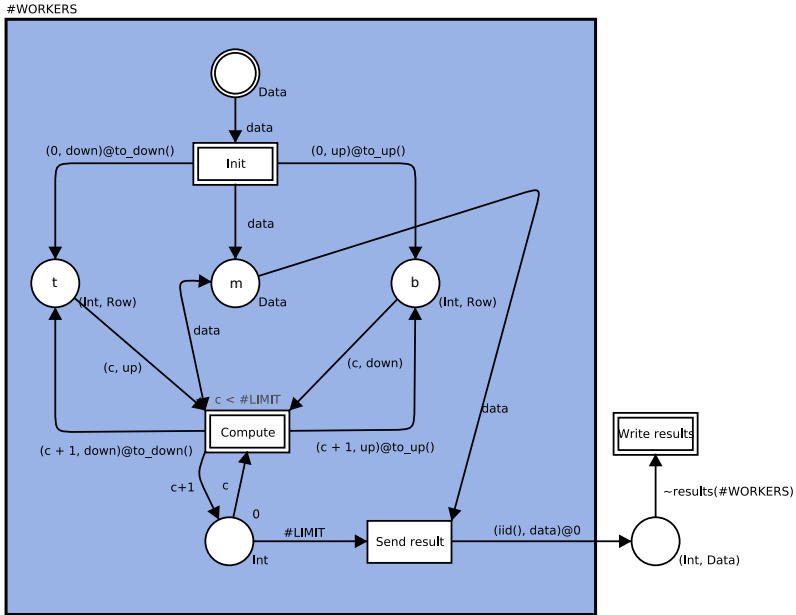 #WORKERS
Data
data
(0, down)@to_down()
(0, up)@to_up()
Init
data
t
m
b
(Int, Row)
Data
(Int, Row)
data
(c, up)
(c, down)
c < #LIMIT
data
Compute
Write results
(c + 1, down)@to_down()
(c + 1, up)@to_up()
c+1
c
~results(#WORKERS)
0
#LIMIT
Send result
(iid(), data)@0
Int
(Int, Data)